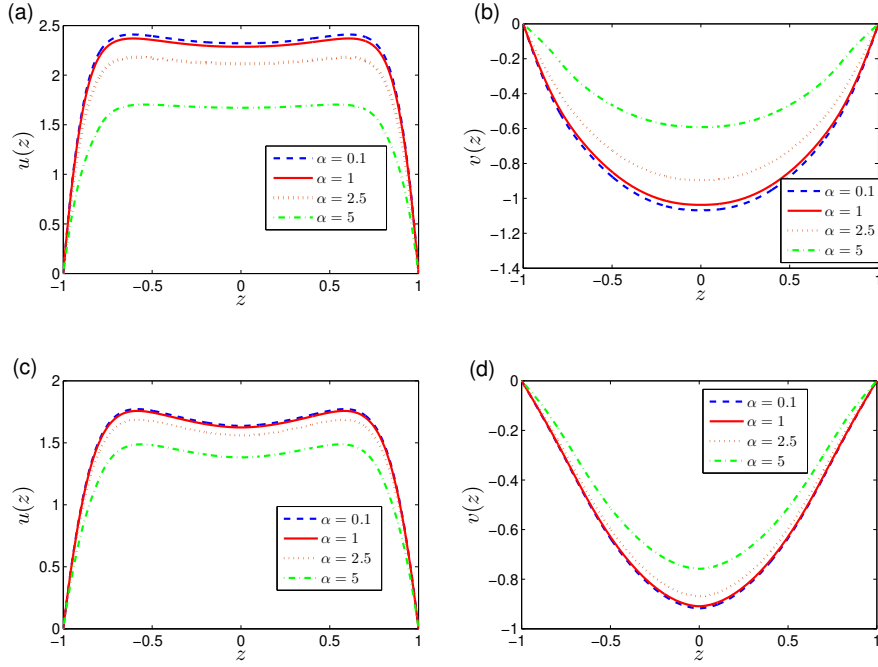 (a)
2.5
2
1.5
1
0.5
0
u(z)
−1
−0.5
0
0.5
1
z
α = 0.1
α = 1
α = 2.5
α = 5
(b)
0
−0.2
−0.4
−0.6
−0.8
−1
−1.2
−1.4
v(z)
−1
−0.5
0
0.5
1
z
α = 0.1
α = 1
α = 2.5
α = 5
(c)
2
1.5
1
0.5
0
u(z)
−1
−0.5
0
0.5
1
z
α = 0.1
α = 1
α = 2.5
α = 5
(d)
0
−0.2
−0.4
−0.6
−0.8
−1
v(z)
−1
−0.5
0
0.5
1
z
α = 0.1
α = 1
α = 2.5
α = 5